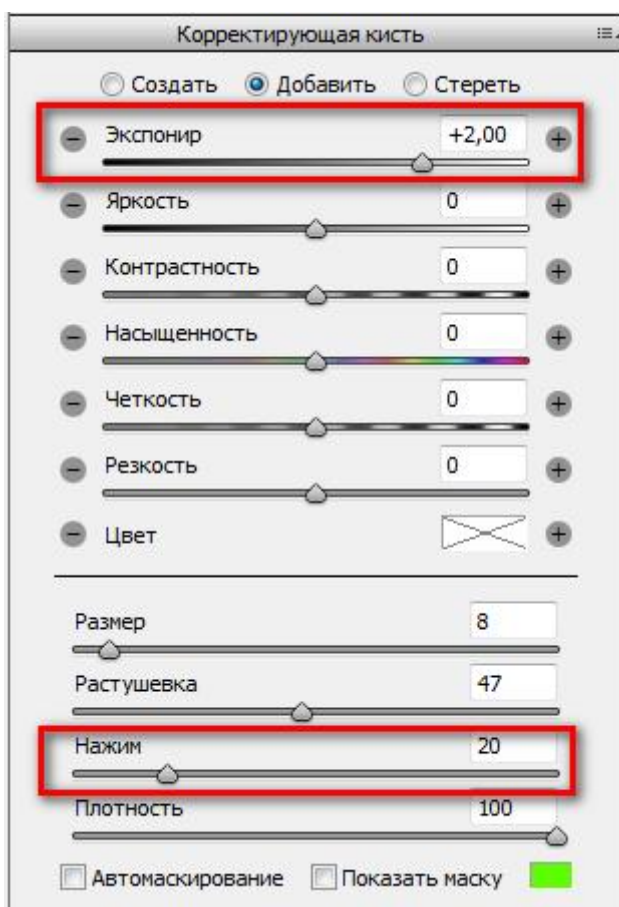 Корректирующая кисть
Создать Добавить Стереть
Экспонир +2,00
Яркость 0
Контрастность 0
Насыщенность 0
Четкость 0
Резкость 0
Цвет
Размер 8
Растушевка 47
Нажим 20
Плотность 100
Автомаскирование Показать маску